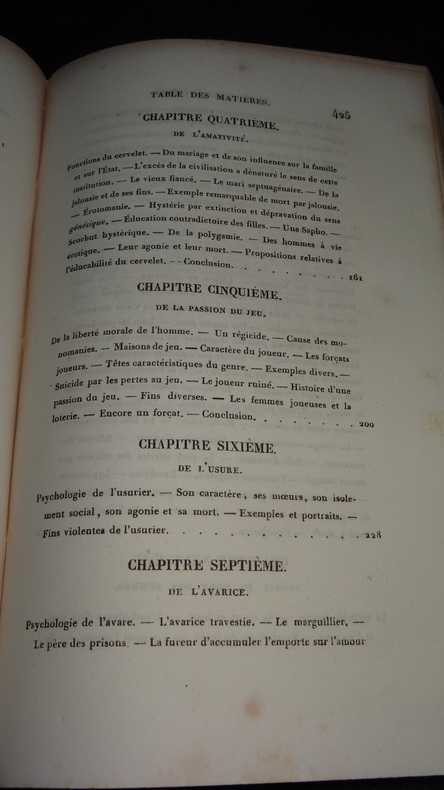 TABLE DES MATIÈRES.
425
CHAPITRE QUATRIÈME.
DE L'AMATIVITÉ.
Fonctions du cervelet. — Du mariage et de son influence sur la famille
et sur l'État. — L'excès de la civilisation a dénaturé le sens de cette
institution. — Le vieux fiancé. — Le mari septuagénaire. — De la
jalousie et de ses fins. — Exemple remarquable de mort par jalousie.
— Érotomanie. — Hystérie par extinction et dépravation du sens
génésique. — Éducation contradictoire des filles. — Une Sapho. —
Scorbut hystérique. — De la polygamie. — Des hommes à vie
érotique. — Leur agonie et leur mort. — Propositions relatives à
l'éducabilité du cervelet. — Conclusion. . . . . . . . 161
CHAPITRE CINQUIÈME.
DE LA PASSION DU JEU.
De la liberté morale de l'homme. — Un régicide. — Cause des mo-
nomanies. — Maisons de jeu. — Caractère du joueur. — Les forçats
joueurs. — Têtes caractéristiques du genre. — Exemples divers. —
Suicide par les pertes au jeu. — Le joueur ruiné. — Histoire d'une
passion du jeu. — Fins diverses. — Les femmes joueuses et la
loterie. — Encore un forçat. — Conclusion. . . . . . . . 200
CHAPITRE SIXIÈME.
DE L'USURE.
Psychologie de l'usurier. — Son caractère, ses mœurs, son isole-
ment social, son agonie et sa mort. — Exemples et portraits. —
Fins violentes de l'usurier. . . . . . . . . . . . . 228
CHAPITRE SEPTIÈME.
DE L'AVARICE.
Psychologie de l'avare. — L'avarice travestie. — Le marguillier. —
Le père des prisons. — La fureur d'accumuler l'emporte sur l'amour